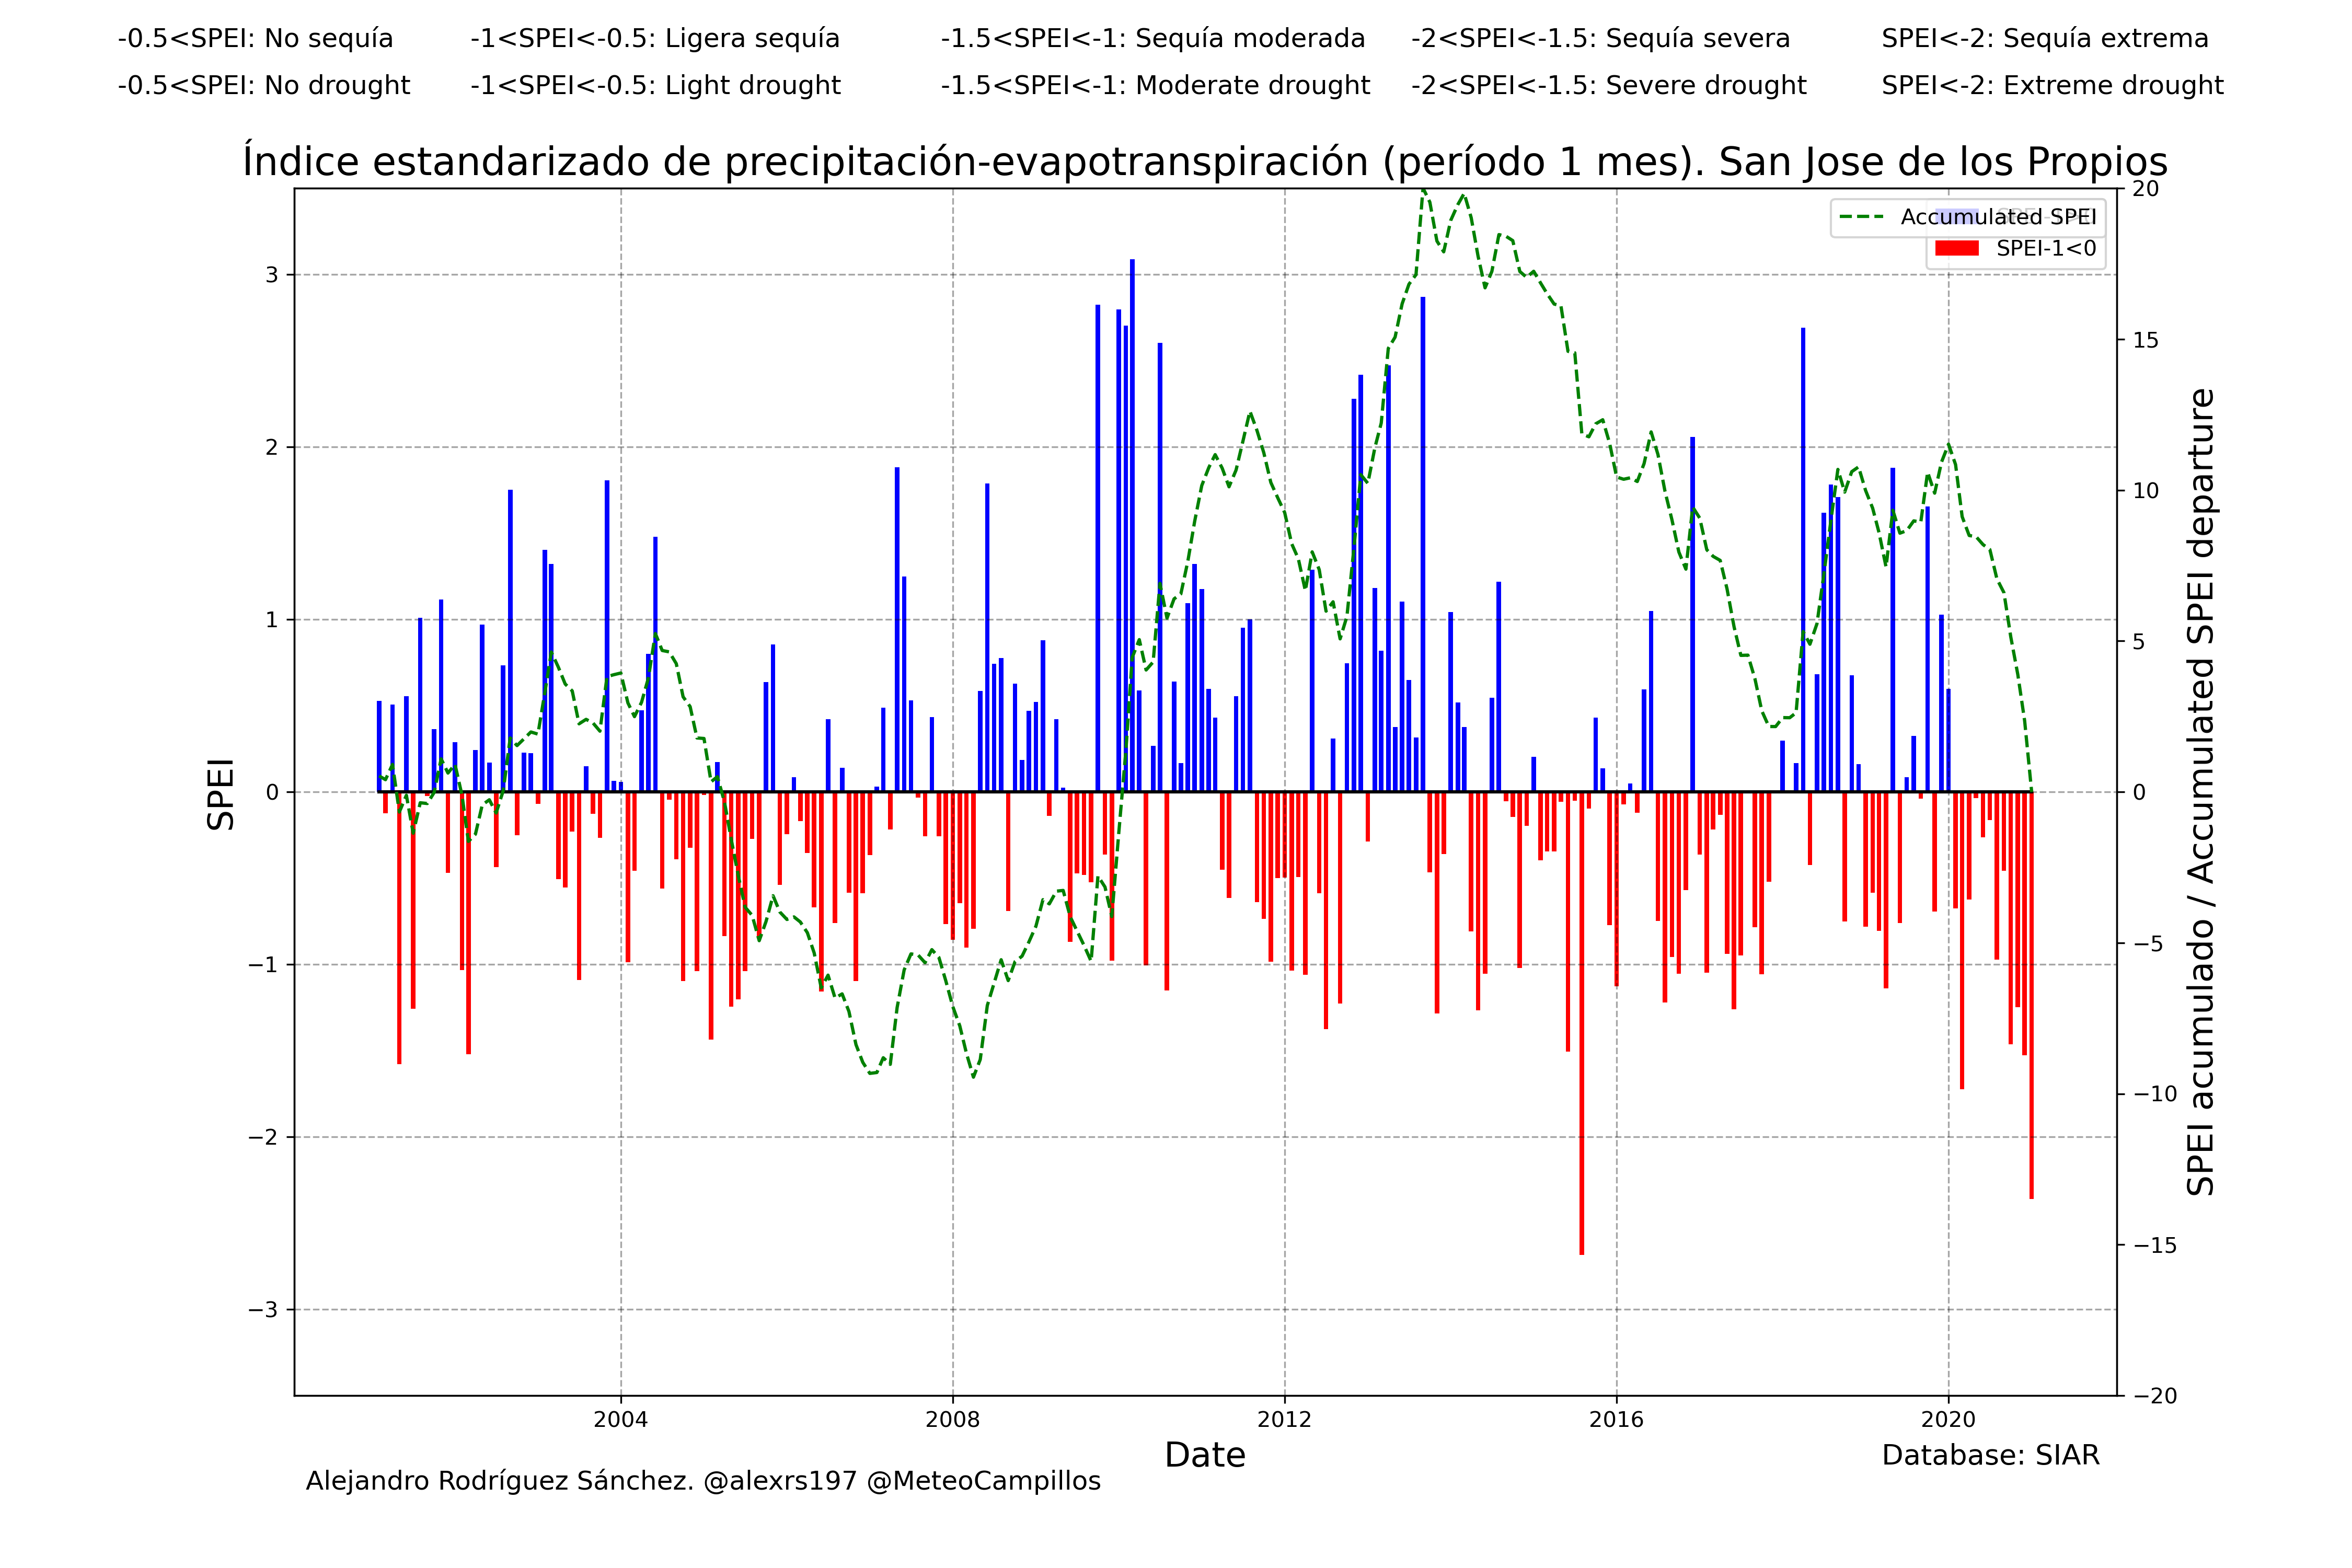 -0.5<SPEI: No sequía -1<SPEI<-0.5: Ligera sequía -1.5<SPEI<-1: Sequía moderada -2<SPEI<-1.5: Sequía severa SPEI<-2: Sequía extrema
-0.5<SPEI: No drought -1<SPEI<-0.5: Light drought -1.5<SPEI<-1: Moderate drought -2<SPEI<-1.5: Severe drought SPEI<-2: Extreme drought
Índice estandarizado de precipitación-evapotranspiración (período 1 mes). San Jose de los Propios
Accumulated SPEI
SPEI-1<0
SPEI
3
2
1
0
−1
−2
−3
20
15
10
5
0
−5
−10
−15
−20
SPEI acumulado / Accumulated SPEI departure
2004 2008 2012 2016 2020
Date
Database: SIAR
Alejandro Rodríguez Sánchez. @alexrs197 @MeteoCampillos